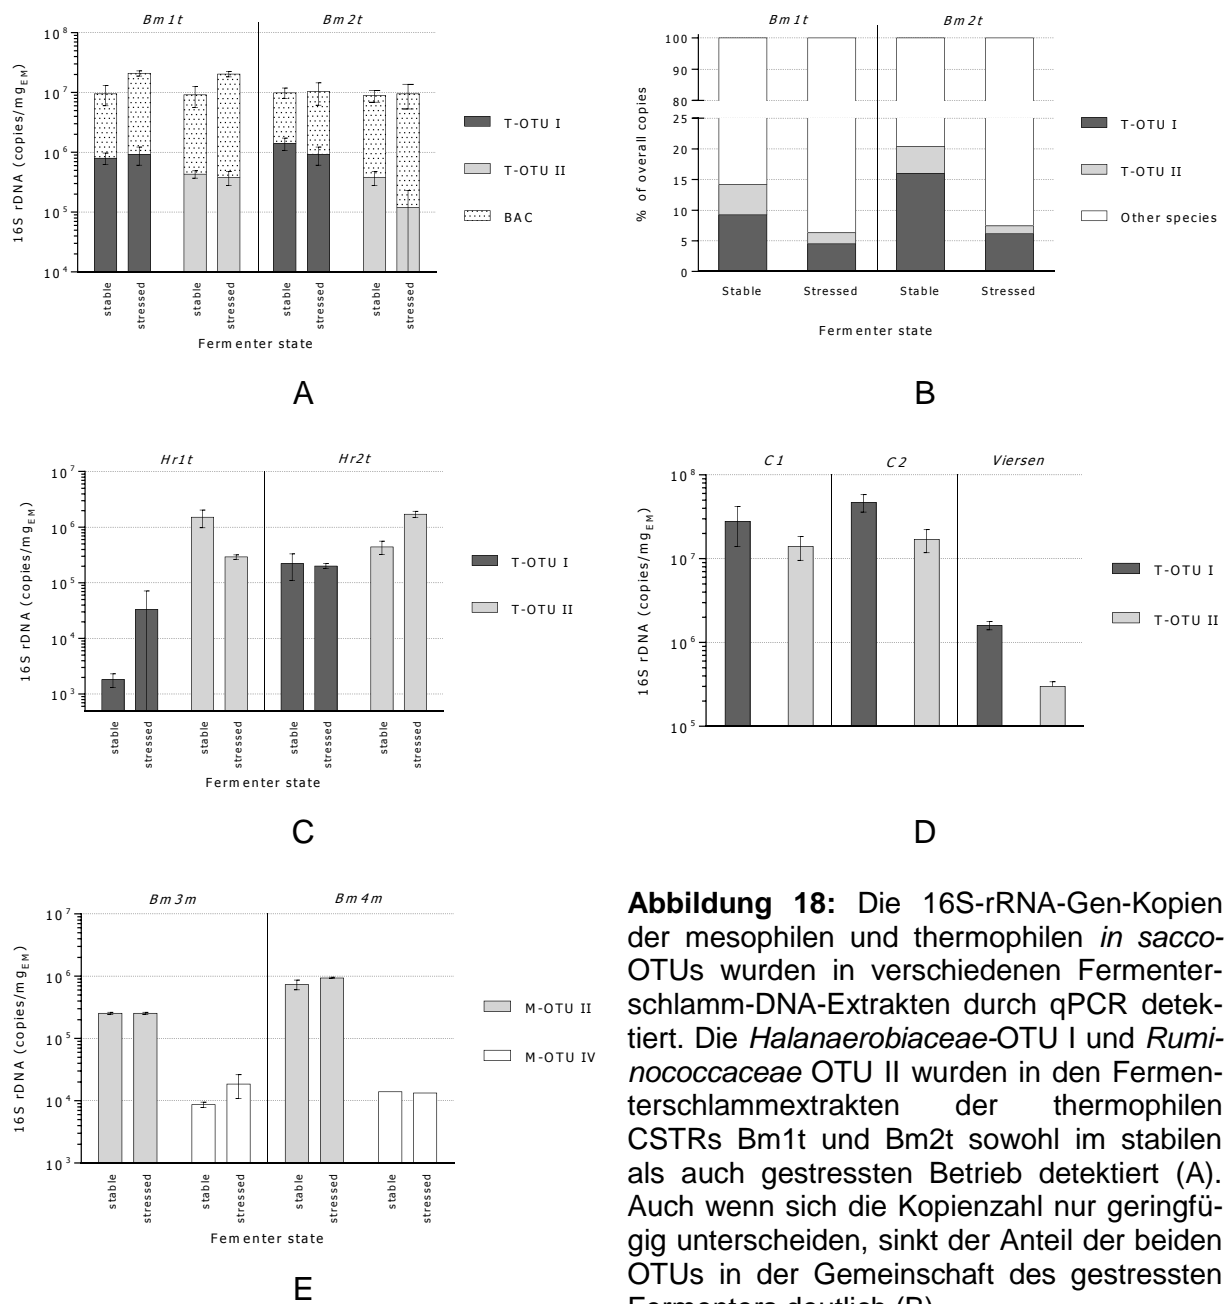 Bm1t Bm2t
16S rDNA (copies/mg_EM)
10^8
10^7
10^6
10^5
10^4
stable
stressed
stable
stressed
stable
stressed
stable
stressed
Fermenter state
T-OTU I
T-OTU II
BAC
A
Bm1t Bm2t
% of overall copies
100
90
80
25
20
15
10
5
0
Stable Stressed Stable Stressed
Fermenter state
T-OTU I
T-OTU II
Other species
B
Hr1t Hr2t
16S rDNA (copies/mg_EM)
10^7
10^6
10^5
10^4
10^3
stable
stressed
stable
stressed
stable
stressed
stable
stressed
Fermenter state
T-OTU I
T-OTU II
C
C1 C2 Viersen
16S rDNA (copies/mg_EM)
10^8
10^7
10^6
10^5
T-OTU I
T-OTU II
D
Bm3m Bm4m
16S rDNA (copies/mg_EM)
10^7
10^6
10^5
10^4
10^3
stable
stressed
stable
stressed
stable
stressed
stable
stressed
Fementer state
M-OTU II
M-OTU IV
E
Abbildung 18: Die 16S-rRNA-Gen-Kopien
der mesophilen und thermophilen in sacco-
OTUs wurden in verschiedenen Fermenter-
schlamm-DNA-Extrakten durch qPCR detek-
tiert. Die Halanaerobiaceae-OTU I und Rumi-
nococcaceae OTU II wurden in den Fermen-
terschlammextrakten der thermophilen
CSTRs Bm1t und Bm2t sowohl im stabilen
als auch gestressten Betrieb detektiert (A).
Auch wenn sich die Kopienzahl nur geringfü-
gig unterscheiden, sinkt der Anteil der beiden
OTUs in der Gemeinschaft des gestressten
Fermenters deutlich (B).